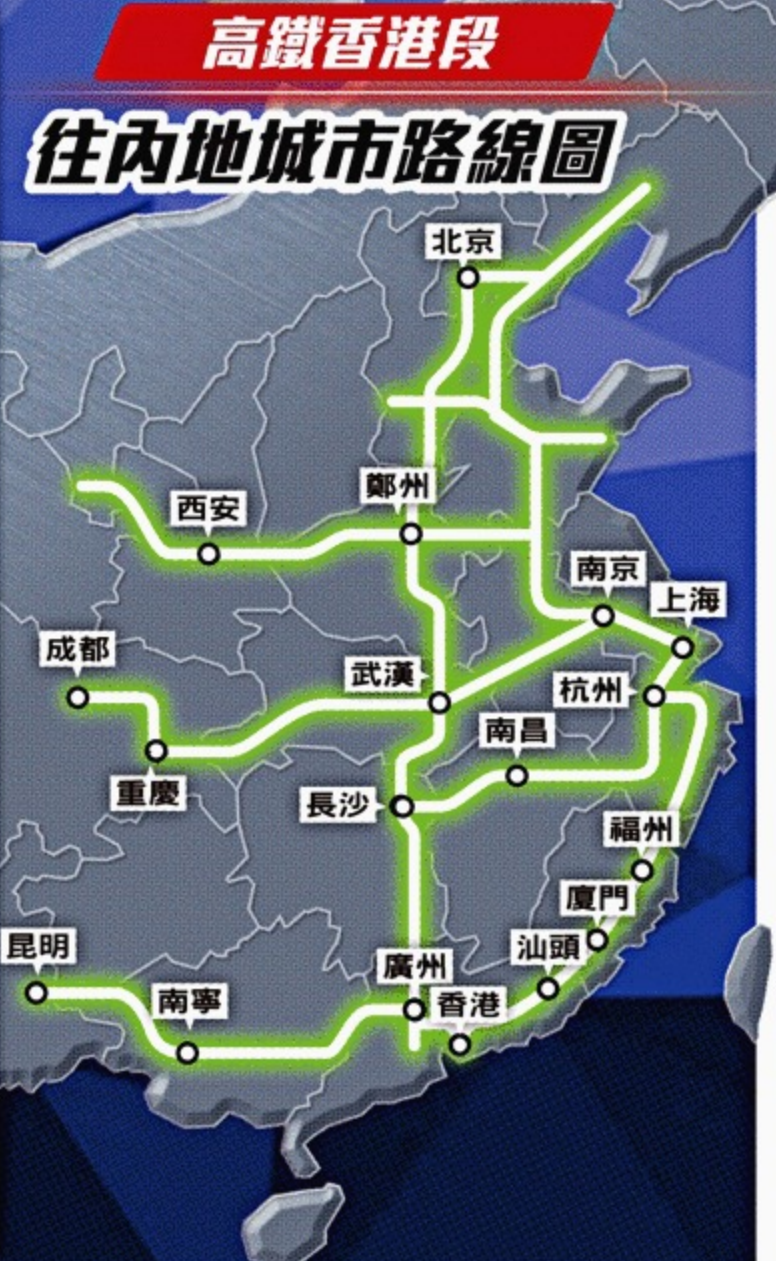 高鐵香港段
往內地城市路線圖
北京
鄭州
西安
南京
上海
成都
武漢
杭州
南昌
重慶
長沙
福州
廈門
昆明
汕頭
廣州
南寧
香港